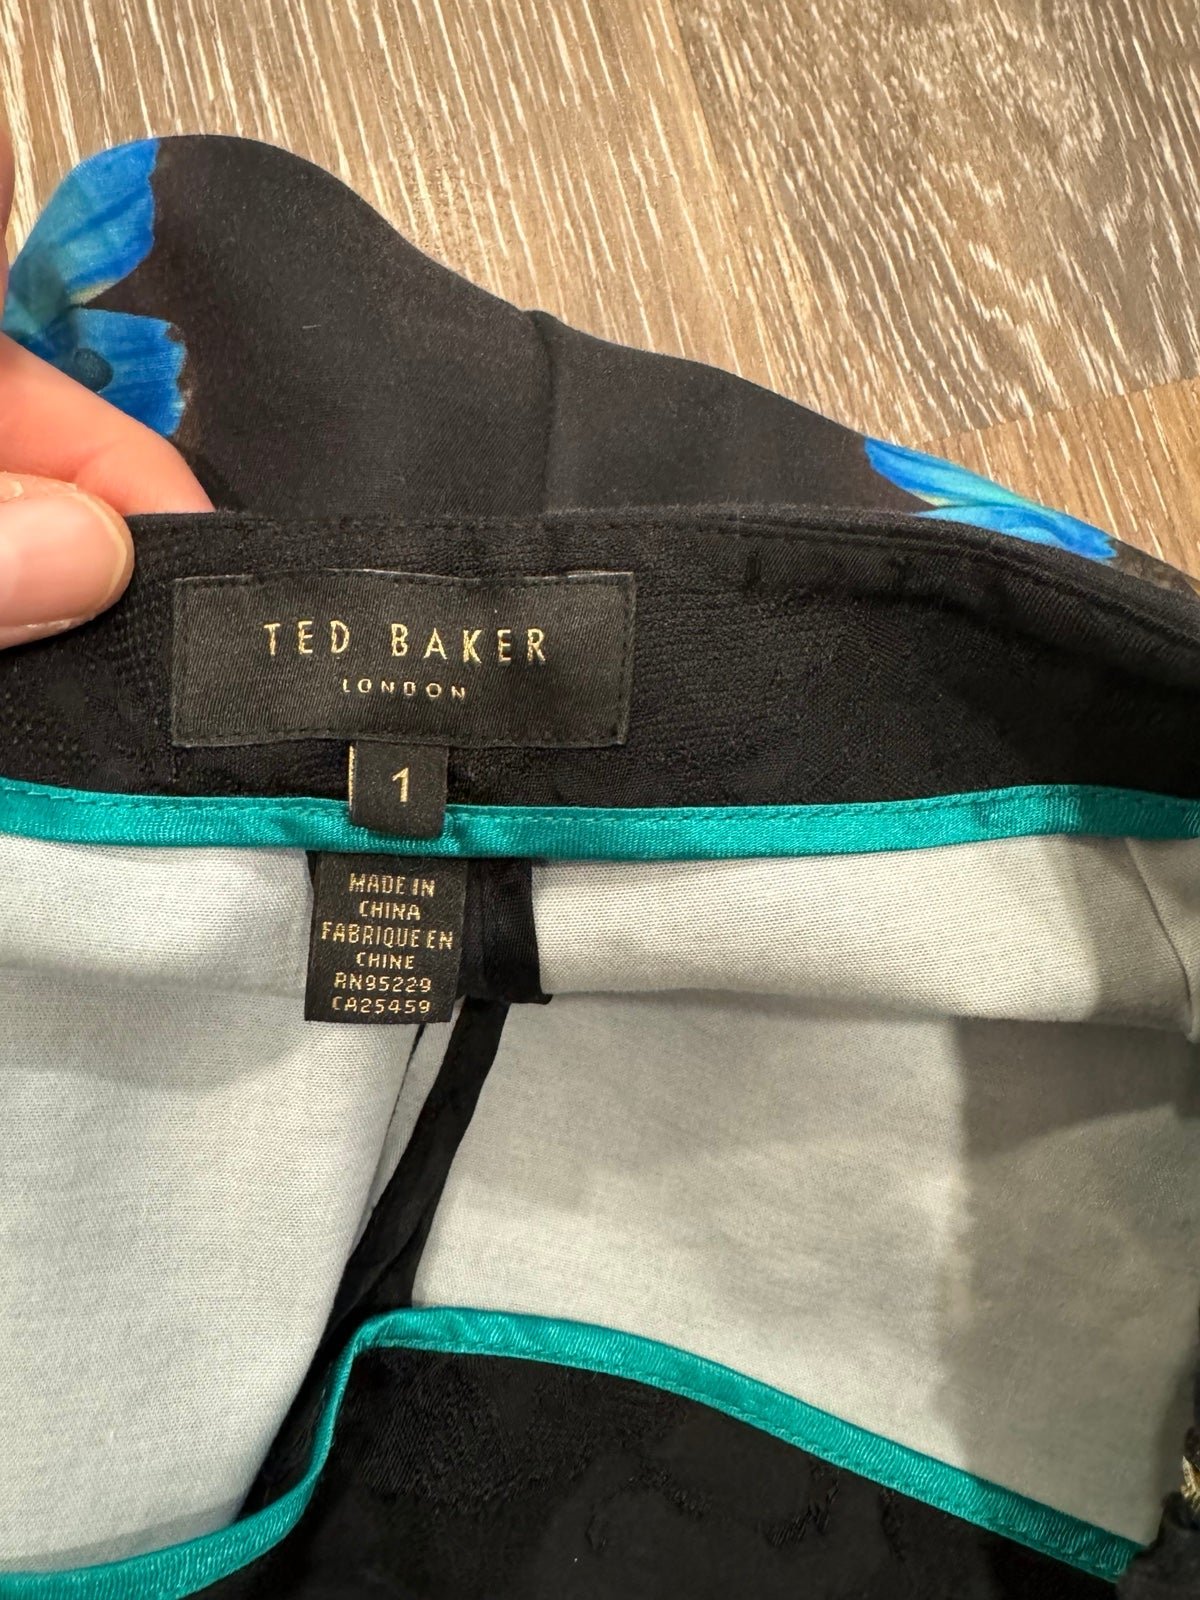 TED BAKER
LONDON
1
MADE IN
CHINA
FABRIQUE EN
CHINE
RN95229
CA25459